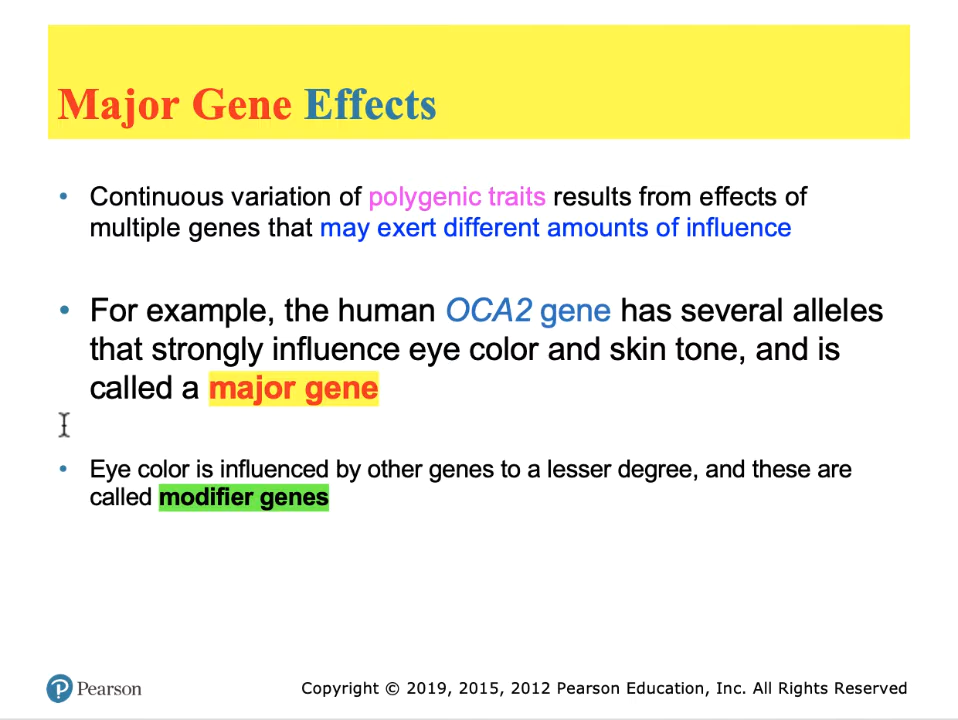 Major Gene Effects
• Continuous variation of polygenic traits results from effects of
multiple genes that may exert different amounts of influence
• For example, the human OCA2 gene has several alleles
that strongly influence eye color and skin tone, and is
called a major gene
• Eye color is influenced by other genes to a lesser degree, and these are
called modifier genes
Pearson
Copyright © 2019, 2015, 2012 Pearson Education, Inc. All Rights Reserved